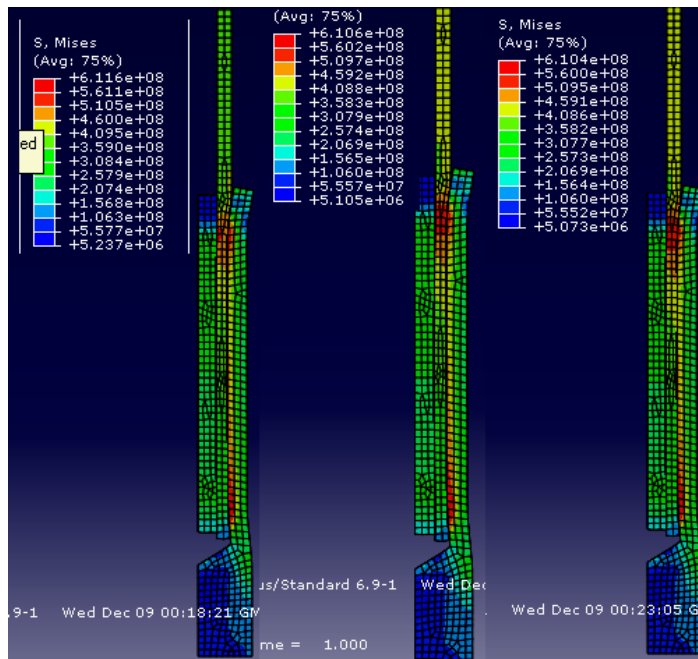 S, Mises
(Avg: 75%)
+6.116e+08
+5.611e+08
+5.105e+08
+4.600e+08
+4.095e+08
+3.590e+08
+3.084e+08
+2.579e+08
+2.074e+08
+1.568e+08
+1.063e+08
+5.577e+07
+5.237e+06
ed
.9-1 Wed Dec 09 00:18:21 GM
(Avg: 75%)
+6.106e+08
+5.602e+08
+5.097e+08
+4.592e+08
+4.088e+08
+3.583e+08
+3.079e+08
+2.574e+08
+2.069e+08
+1.565e+08
+1.060e+08
+5.557e+07
+5.105e+06
us/Standard 6.9-1 Wed Dec
me = 1.000
S, Mises
(Avg: 75%)
+6.104e+08
+5.600e+08
+5.095e+08
+4.591e+08
+4.086e+08
+3.582e+08
+3.077e+08
+2.573e+08
+2.069e+08
+1.564e+08
+1.060e+08
+5.552e+07
+5.073e+06
Wed Dec 09 00:23:05 G